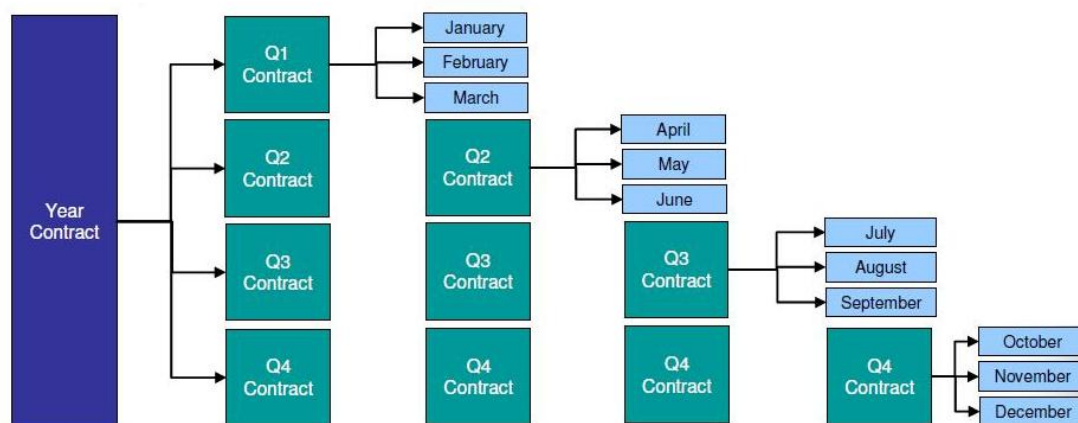 Year
Contract
Q1
Contract
Q2
Contract
Q3
Contract
Q4
Contract
January
February
March
Q2
Contract
Q3
Contract
Q4
Contract
April
May
June
Q3
Contract
Q4
Contract
July
August
September
Q4
Contract
October
November
December